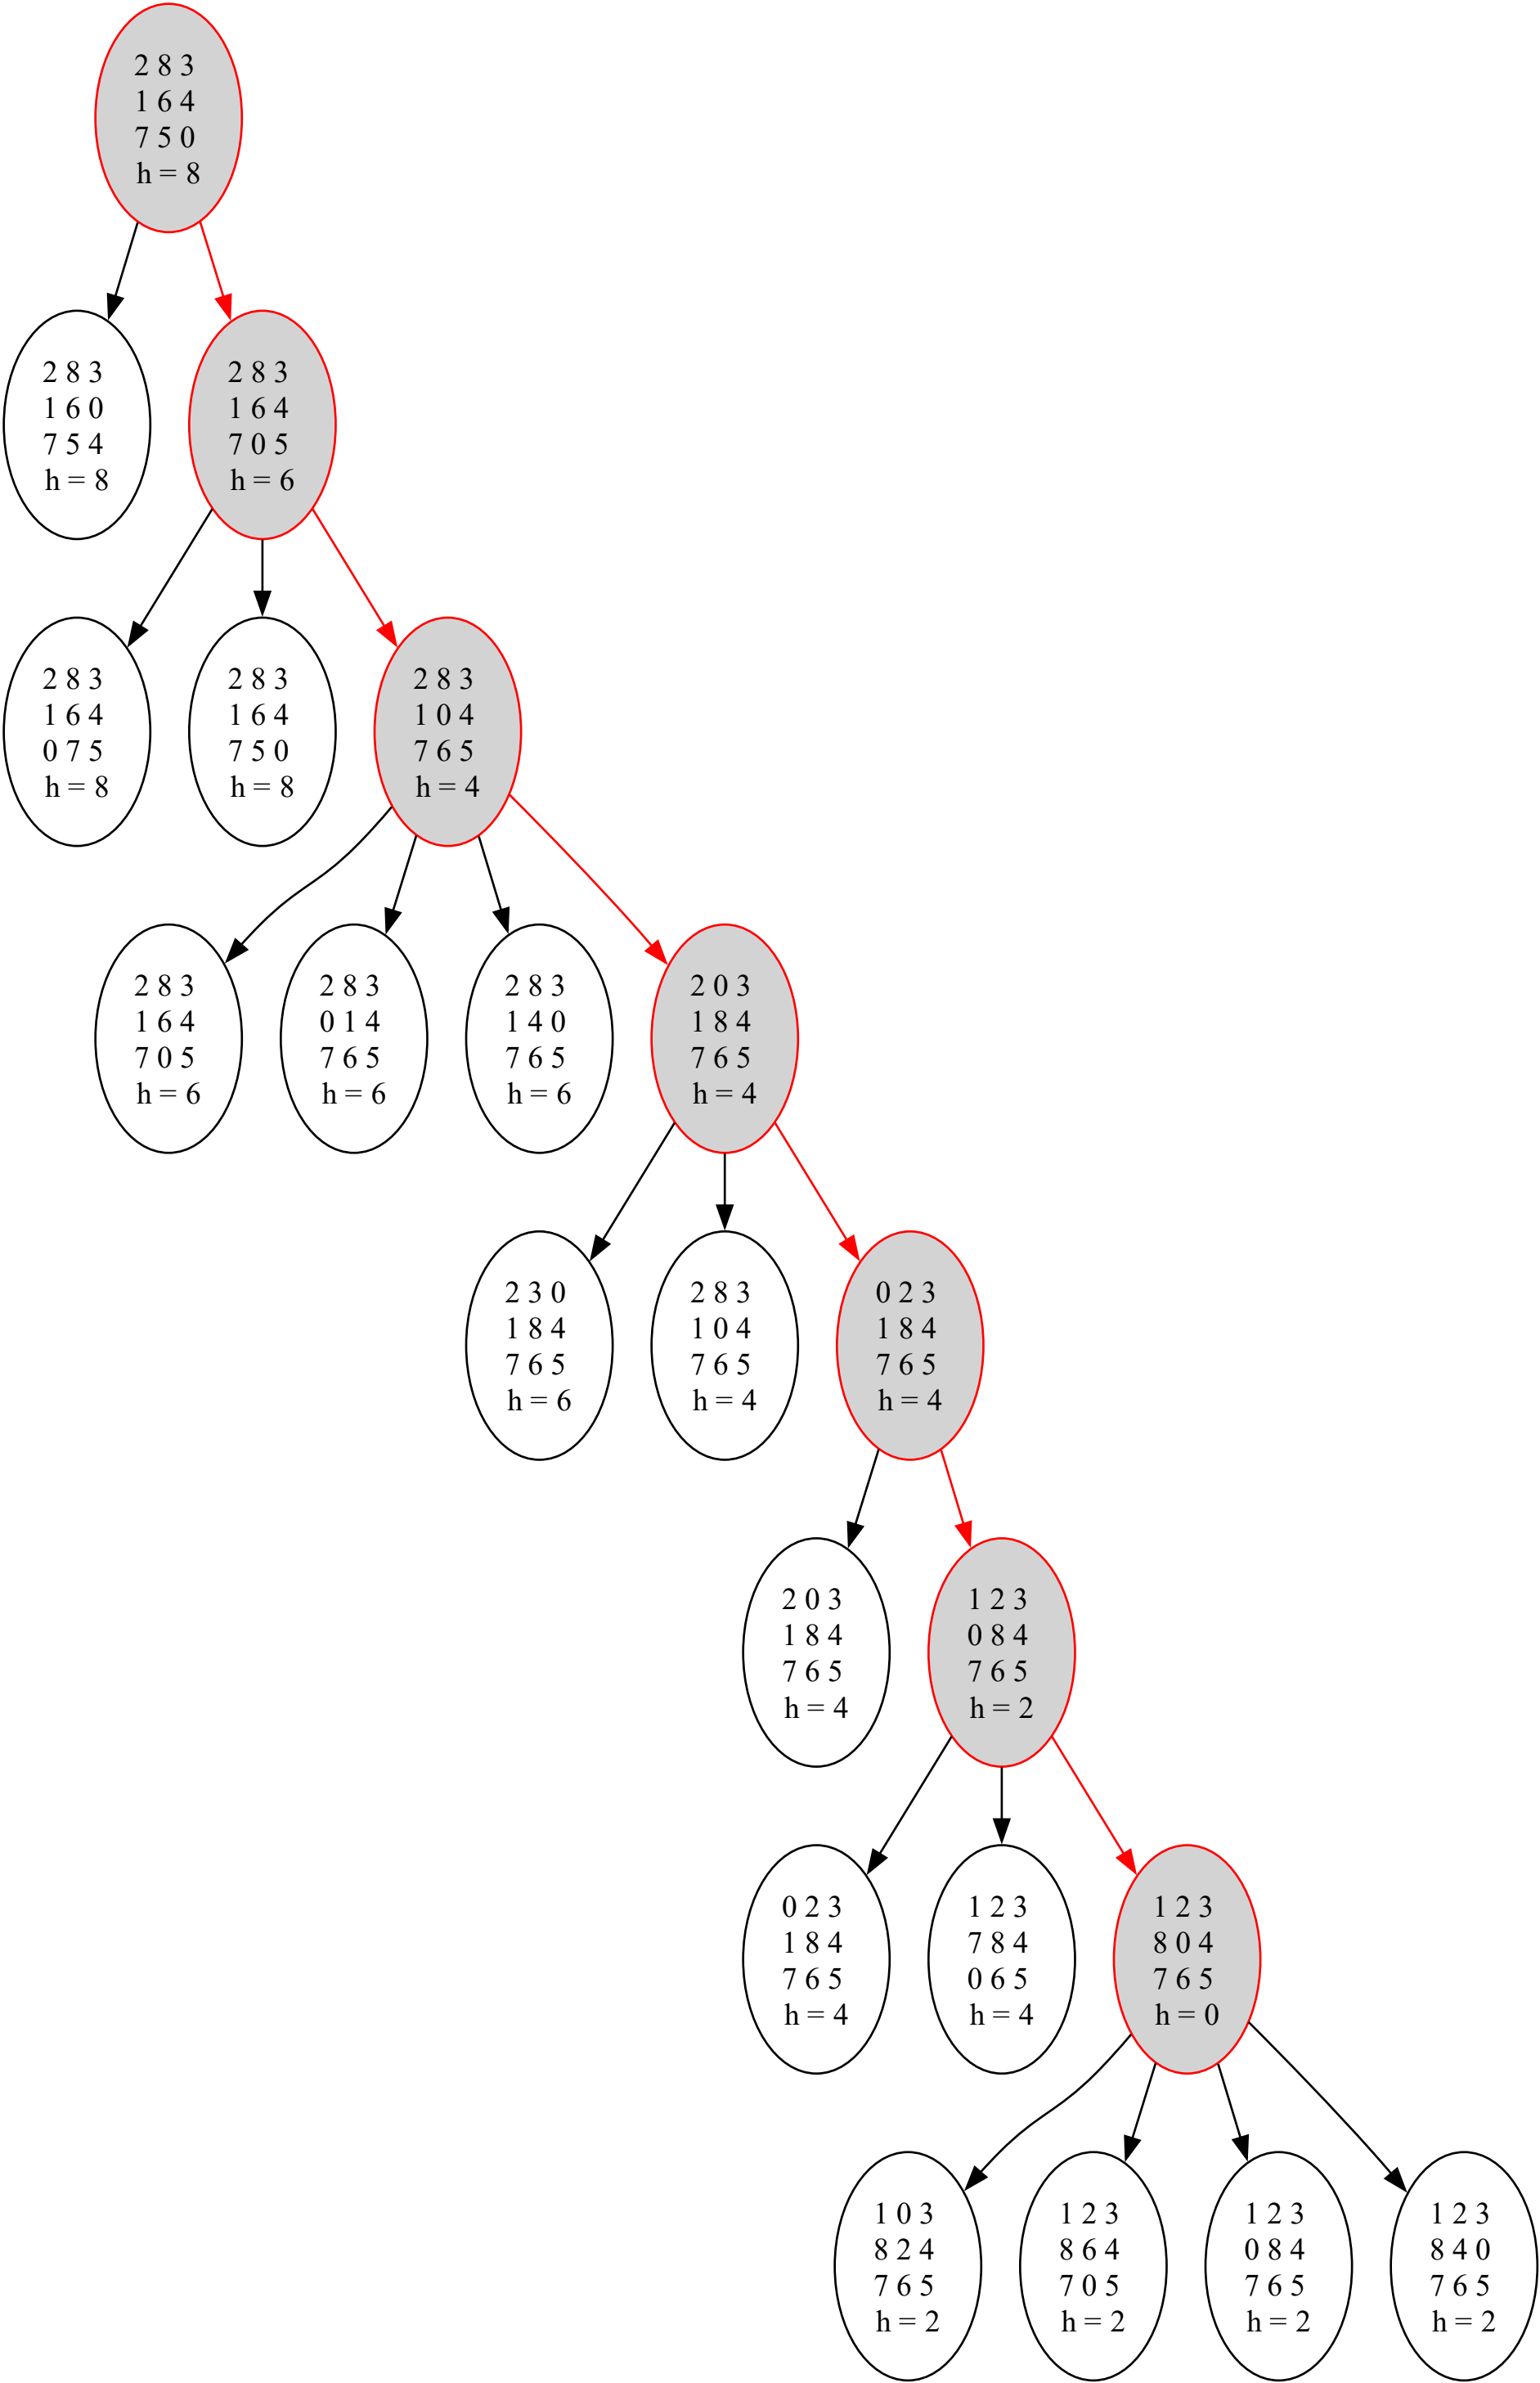 2 8 3
1 6 4
7 5 0
h = 8
2 8 3
1 6 0
7 5 4
h = 8
2 8 3
1 6 4
7 0 5
h = 6
2 8 3
1 6 4
0 7 5
h = 8
2 8 3
1 6 4
7 5 0
h = 8
2 8 3
1 0 4
7 6 5
h = 4
2 8 3
1 6 4
7 0 5
h = 6
2 8 3
0 1 4
7 6 5
h = 6
2 8 3
1 4 0
7 6 5
h = 6
2 0 3
1 8 4
7 6 5
h = 4
2 3 0
1 8 4
7 6 5
h = 6
2 8 3
1 0 4
7 6 5
h = 4
0 2 3
1 8 4
7 6 5
h = 4
2 0 3
1 8 4
7 6 5
h = 4
1 2 3
0 8 4
7 6 5
h = 2
0 2 3
1 8 4
7 6 5
h = 4
1 2 3
7 8 4
0 6 5
h = 4
1 2 3
8 0 4
7 6 5
h = 0
1 0 3
8 2 4
7 6 5
h = 2
1 2 3
8 6 4
7 0 5
h = 2
1 2 3
0 8 4
7 6 5
h = 2
1 2 3
8 4 0
7 6 5
h = 2